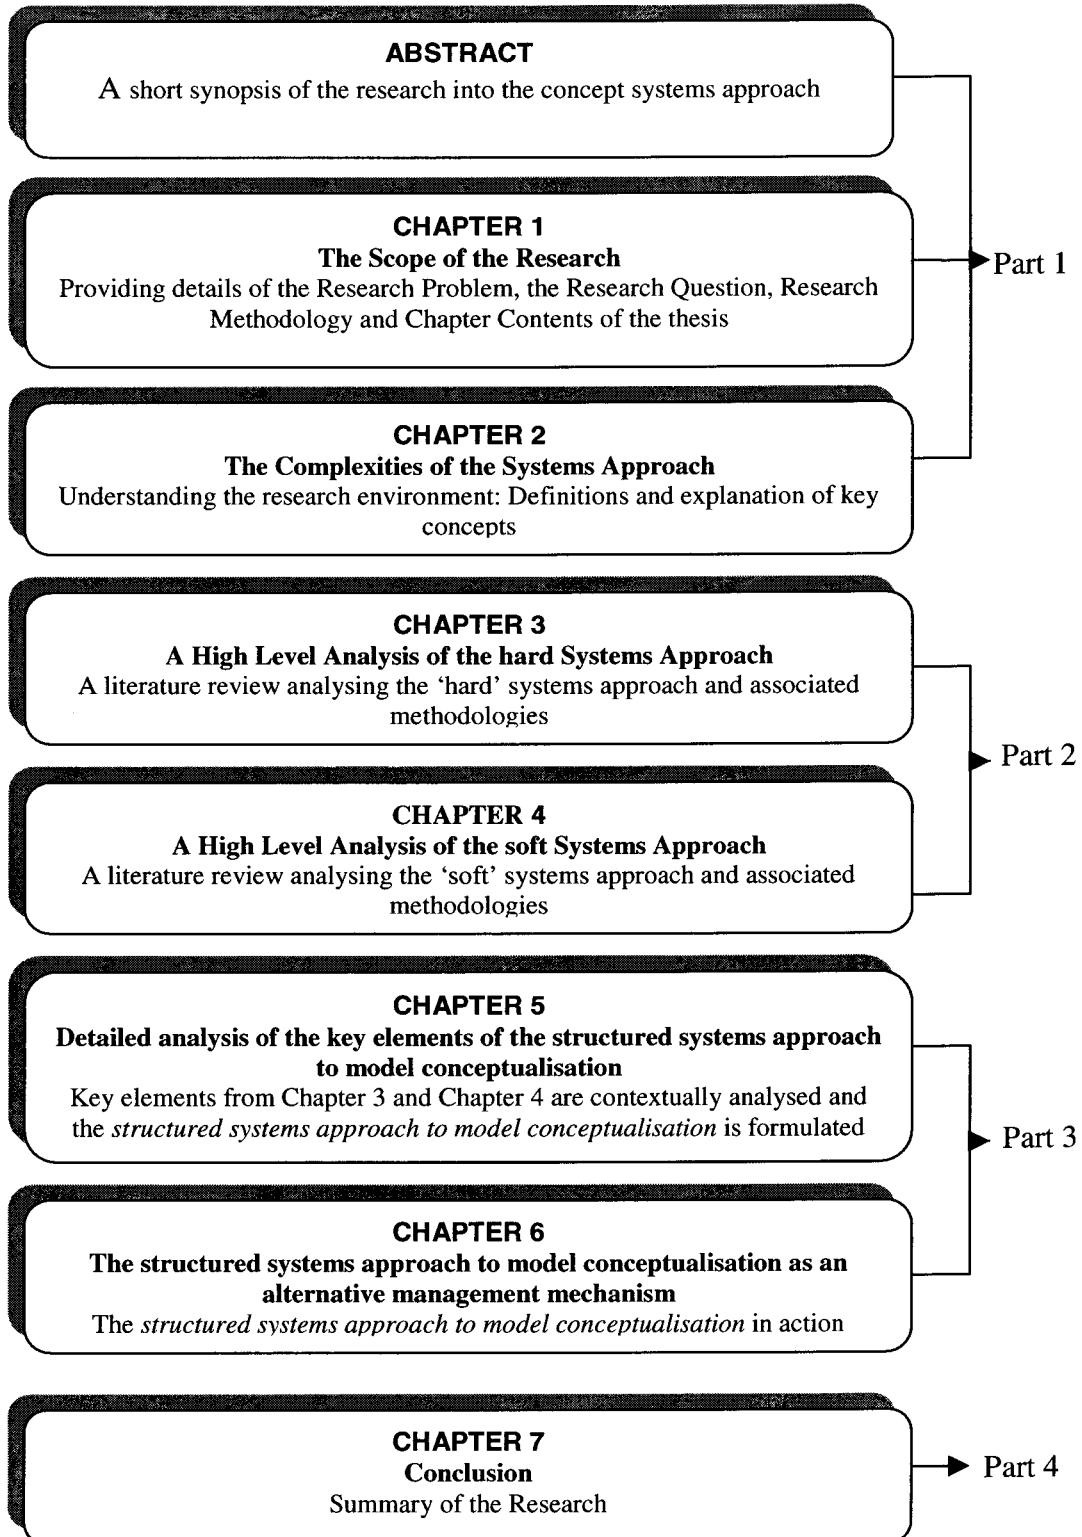 ABSTRACT
A short synopsis of the research into the concept systems approach
CHAPTER 1
The Scope of the Research
Providing details of the Research Problem, the Research Question, Research
Methodology and Chapter Contents of the thesis
Part 1
CHAPTER 2
The Complexities of the Systems Approach
Understanding the research environment: Definitions and explanation of key
concepts
CHAPTER 3
A High Level Analysis of the hard Systems Approach
A literature review analysing the ‘hard’ systems approach and associated
methodologies
Part 2
CHAPTER 4
A High Level Analysis of the soft Systems Approach
A literature review analysing the ‘soft’ systems approach and associated
methodologies
CHAPTER 5
Detailed analysis of the key elements of the structured systems approach
to model conceptualisation
Key elements from Chapter 3 and Chapter 4 are contextually analysed and
the structured systems approach to model conceptualisation is formulated
Part 3
CHAPTER 6
The structured systems approach to model conceptualisation as an
alternative management mechanism
The structured systems approach to model conceptualisation in action
CHAPTER 7
Conclusion
Summary of the Research
Part 4